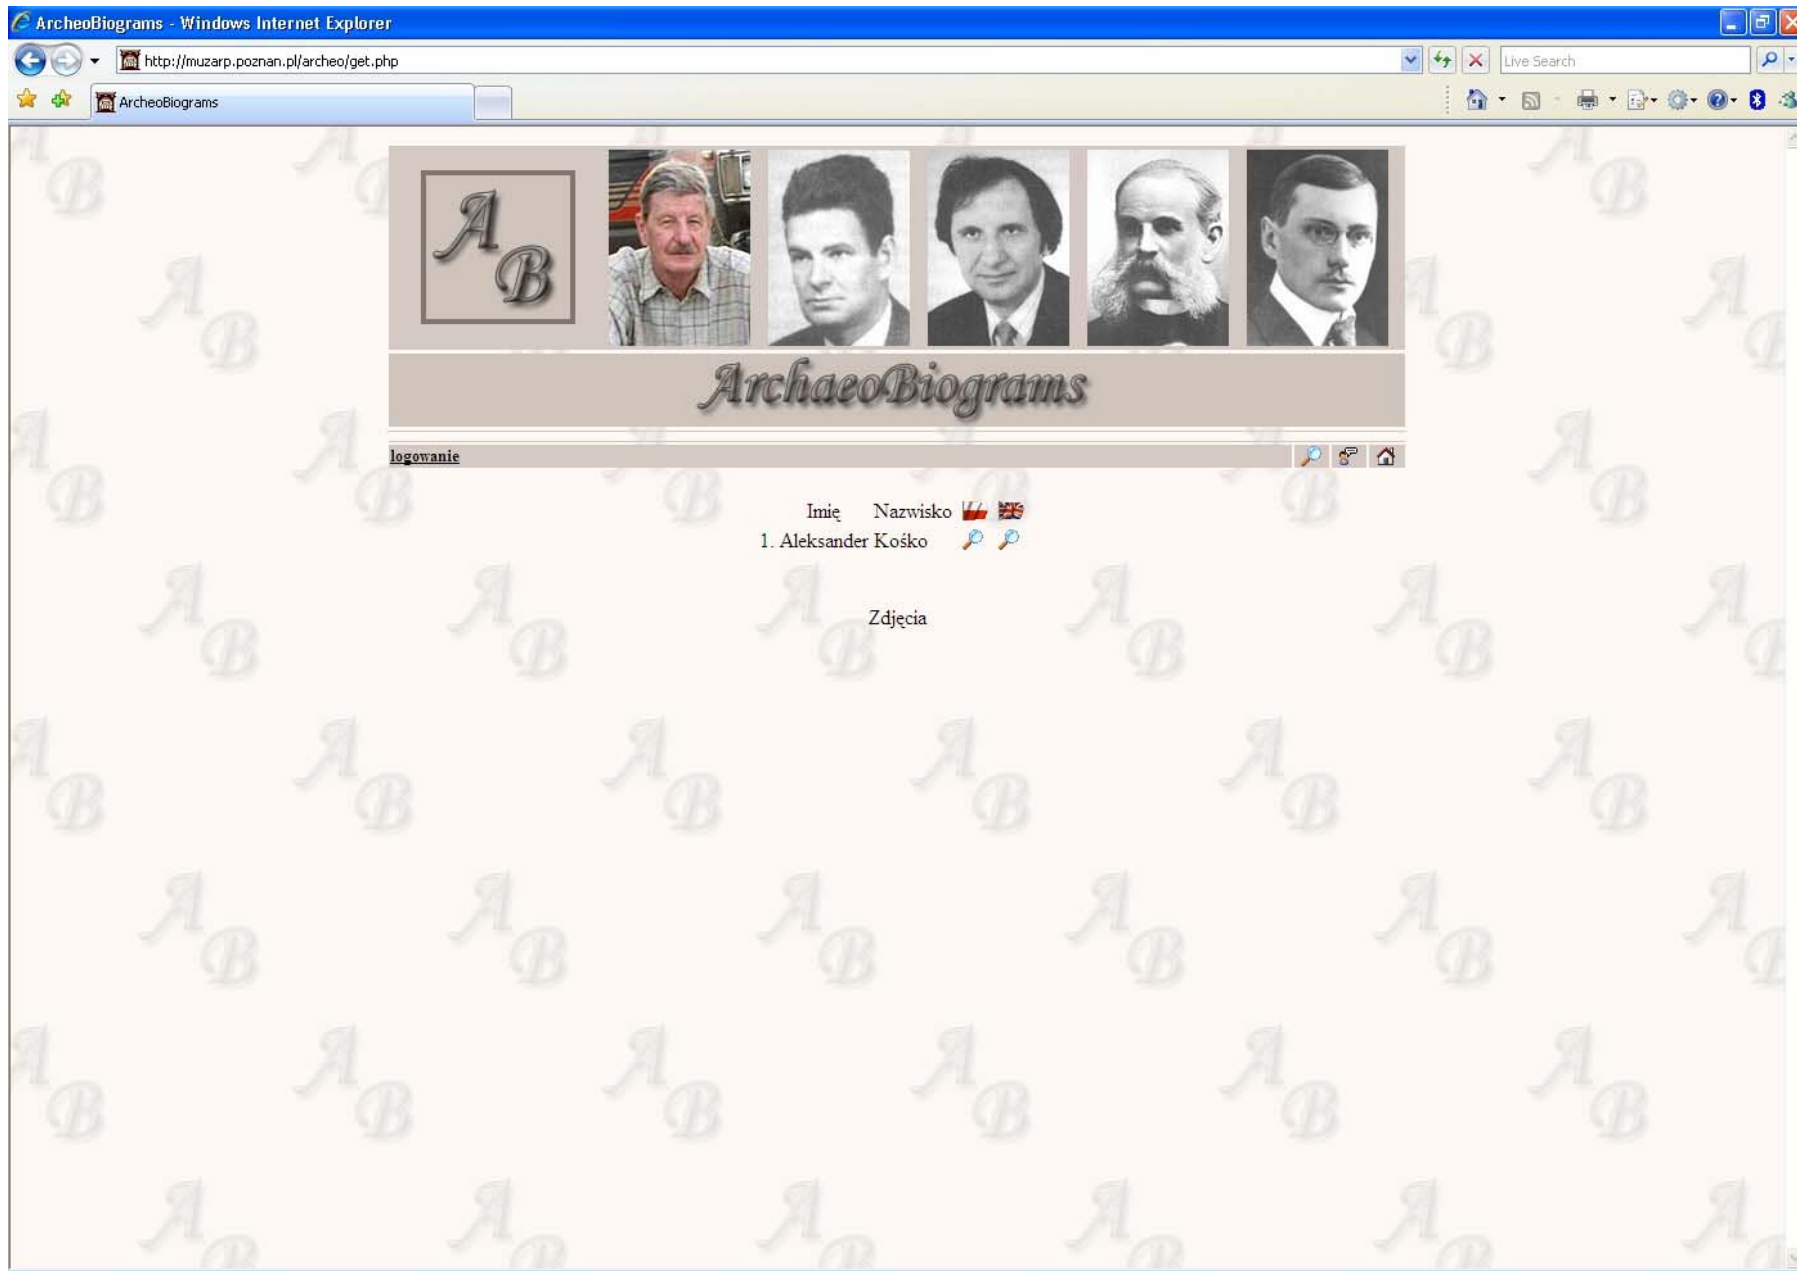 ArcheoBiograms - Windows Internet Explorer
http://muzarp.poznan.pl/archeo/get.php
Live Search
ArcheoBiograms
A
B
ArchaeoBiograms
logowanie
Imię Nazwisko
1. Aleksander Kośko
Zdjęcia